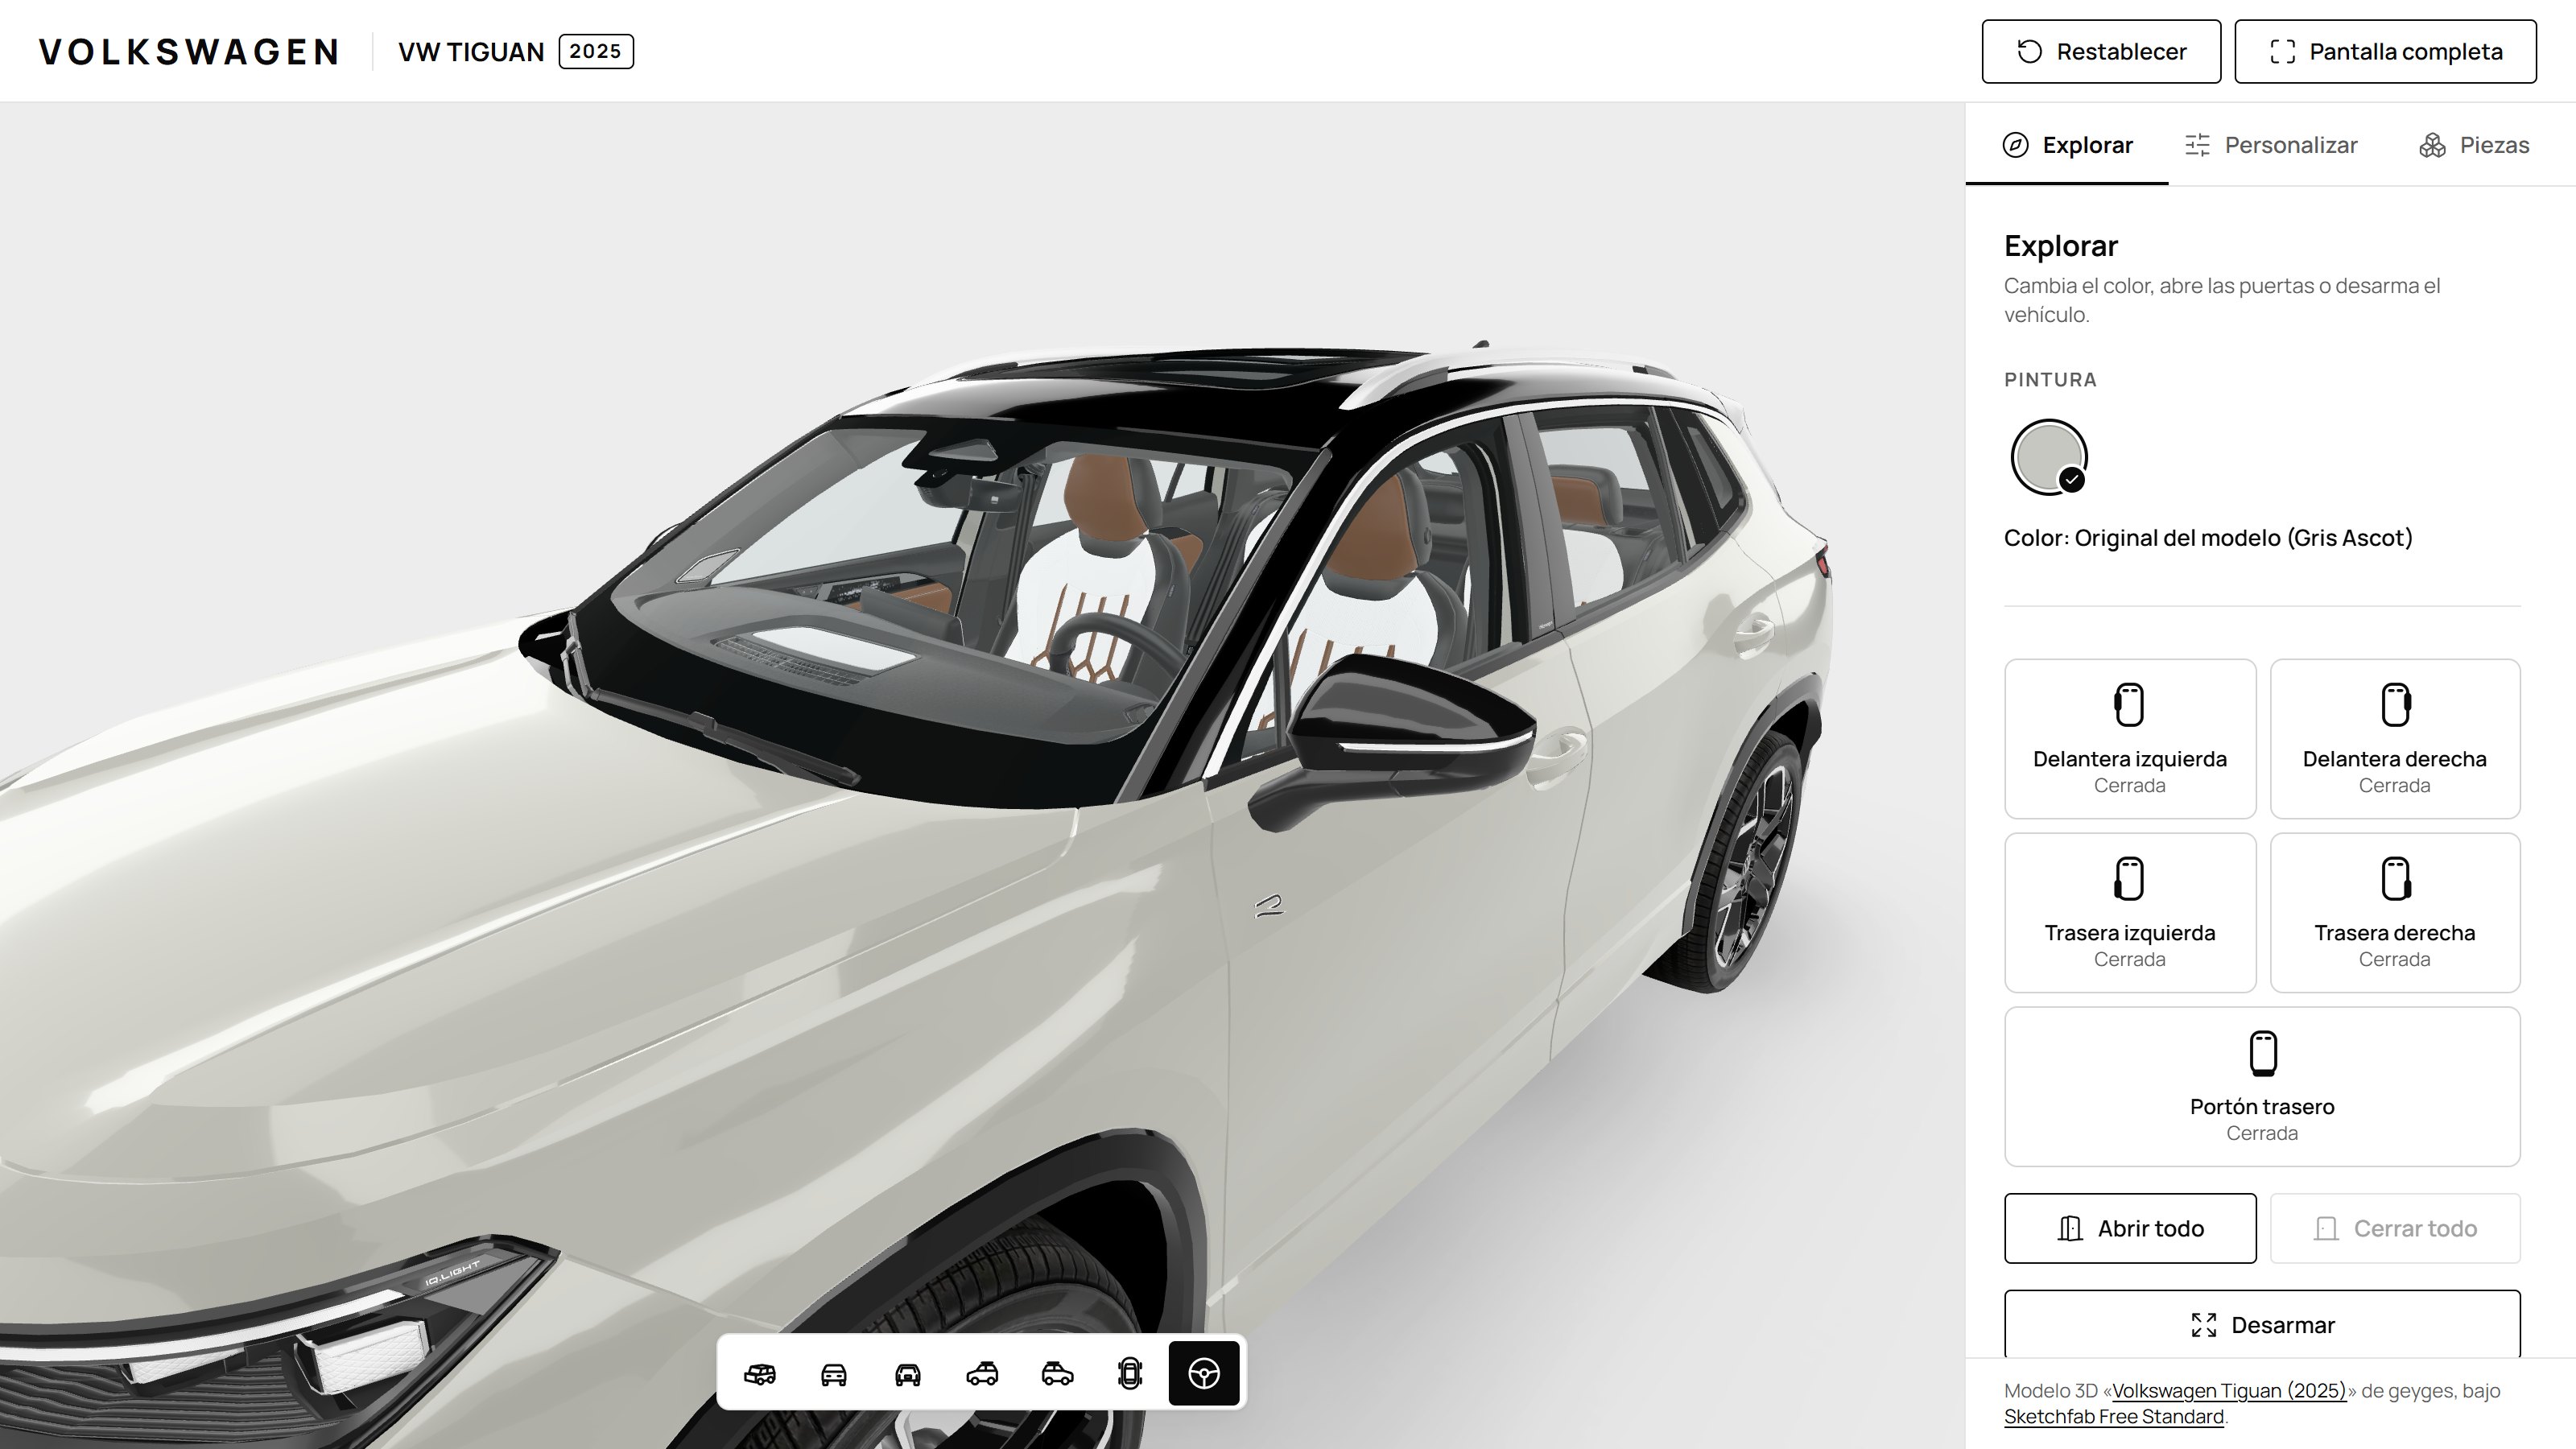 VOLKSWAGEN
VW TIGUAN 2025
Restablecer
Pantalla completa
Explorar
Personalizar
Piezas
Explorar
Cambia el color, abre las puertas o desarma el
vehículo.
PINTURA
Color: Original del modelo (Gris Ascot)
Delantera izquierda
Cerrada
Delantera derecha
Cerrada
Trasera izquierda
Cerrada
Trasera derecha
Cerrada
Portón trasero
Cerrada
Abrir todo
Cerrar todo
Desarmar
Modelo 3D «Volkswagen Tiguan (2025)» de geyges, bajo
Sketchfab Free Standard.
IQ.LIGHT